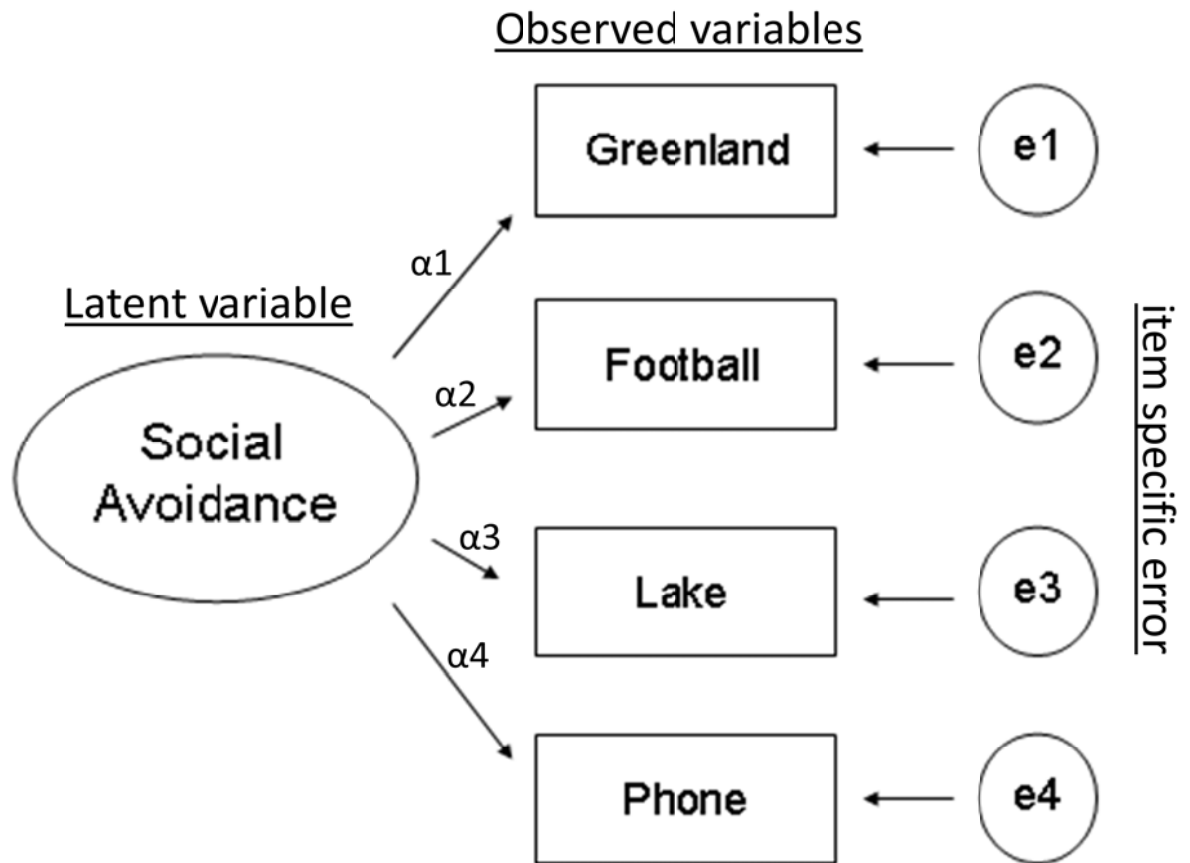 Observed variables
Greenland
e1
α1
Latent variable
Football
e2
α2
Social
Avoidance
item specific error
α3
Lake
e3
α4
Phone
e4